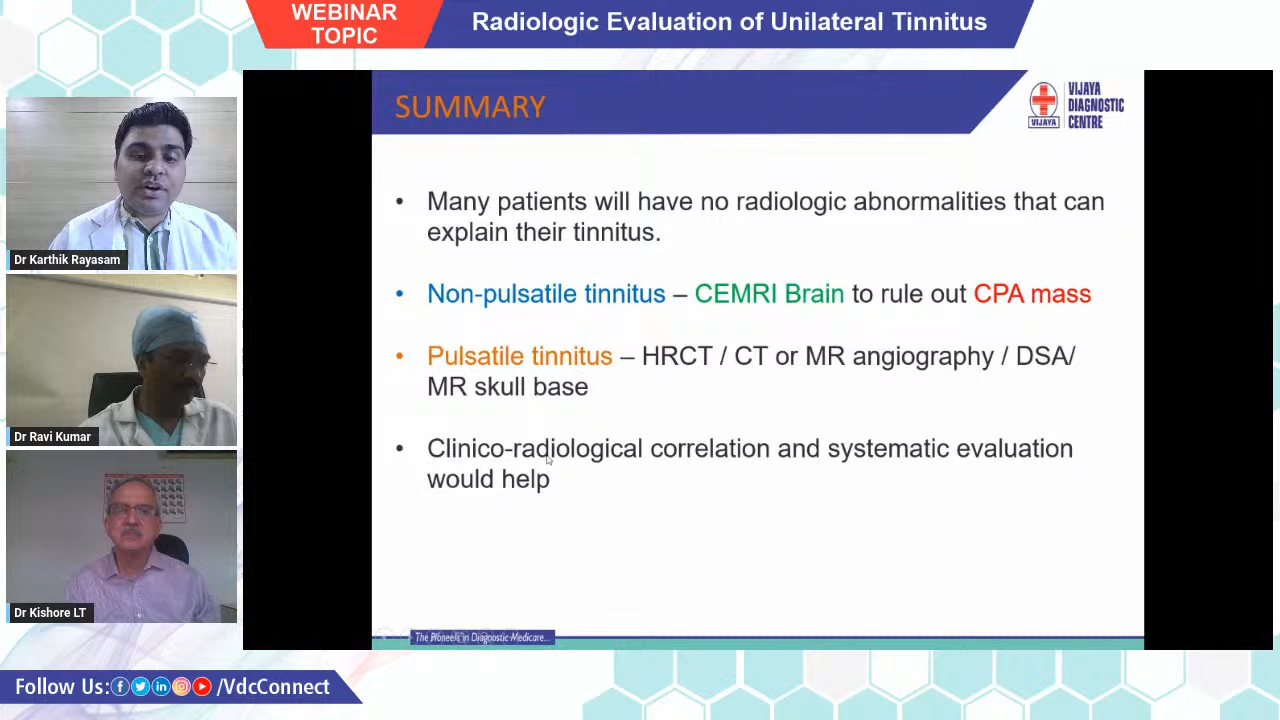 WEBINAR
TOPIC
Radiologic Evaluation of Unilateral Tinnitus
SUMMARY
VIJAYA
VIJAYA
DIAGNOSTIC
CENTRE
• Many patients will have no radiologic abnormalities that can
explain their tinnitus.
• Non-pulsatile tinnitus – CEMRI Brain to rule out CPA mass
• Pulsatile tinnitus – HRCT / CT or MR angiography / DSA/
MR skull base
• Clinico-radiological correlation and systematic evaluation
would help
The Pioneers in Diagnostic Medicare...
Dr Karthik Rayasam
Dr Ravi Kumar
Dr Kishore LT
Follow Us: /VdcConnect